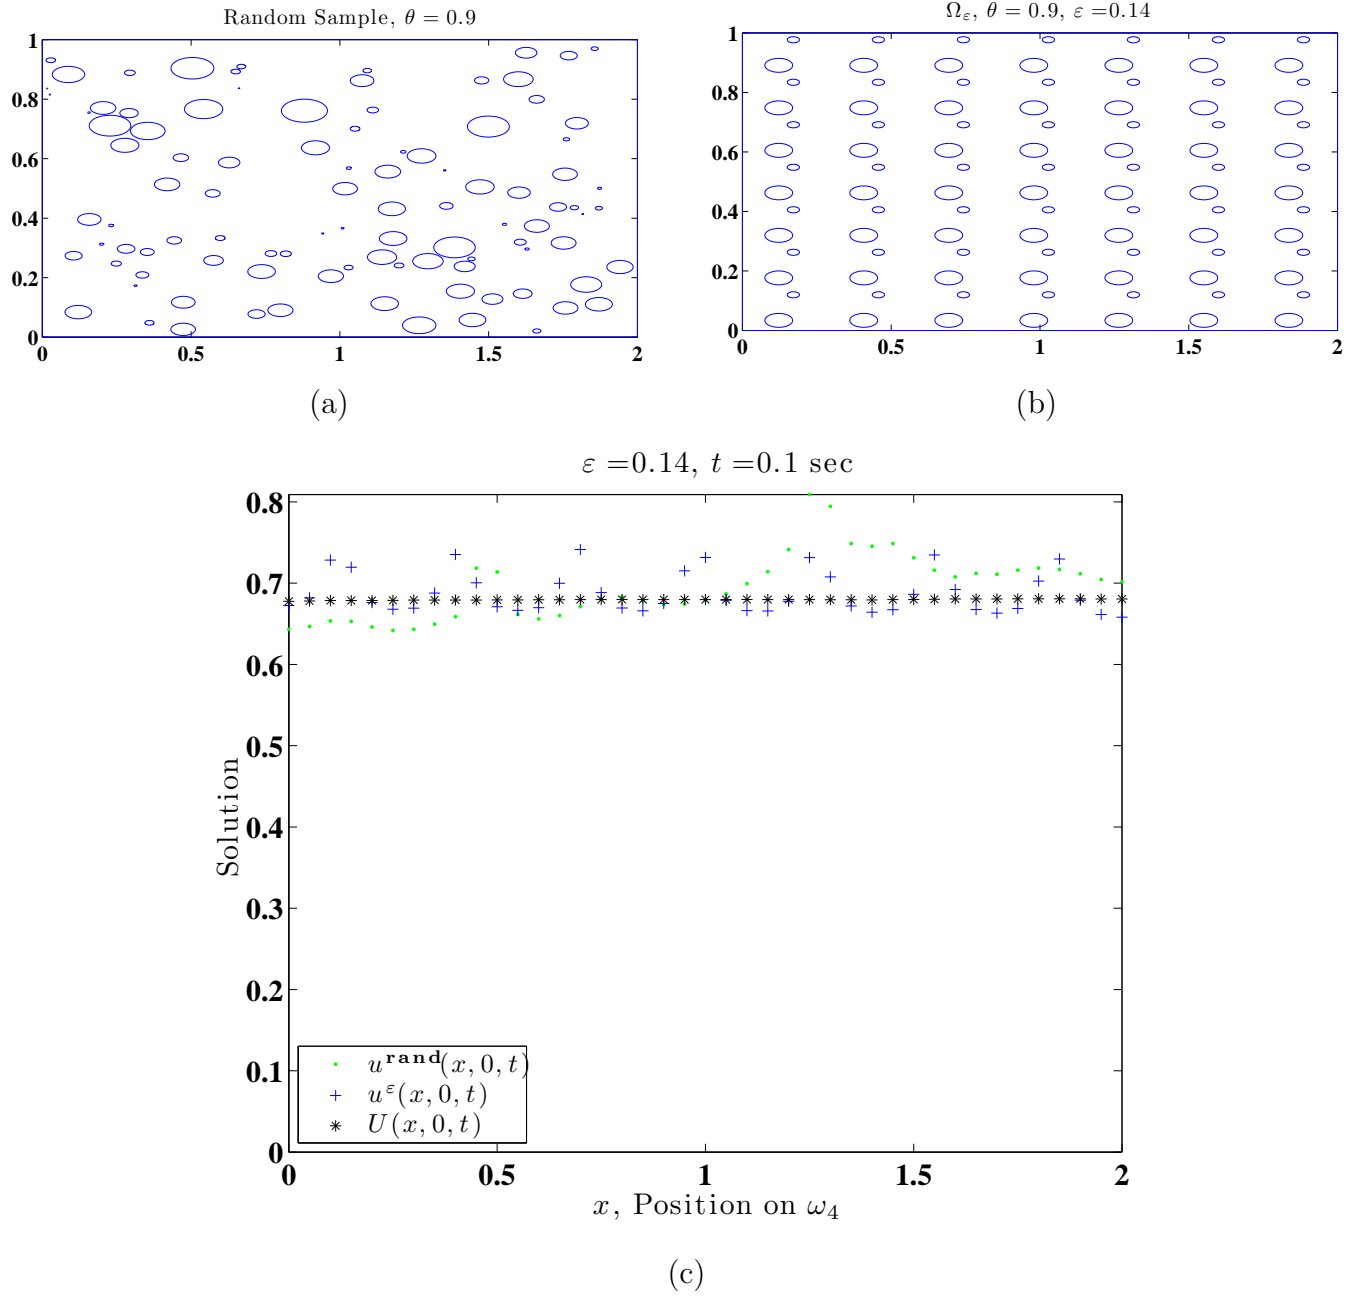 Random Sample, θ = 0.9
1
0.8
0.6
0.4
0.2
0
0 0.5 1 1.5 2
(a)
Ω_ε, θ = 0.9, ε =0.14
1
0.8
0.6
0.4
0.2
0
0 0.5 1 1.5 2
(b)
ε =0.14, t =0.1 sec
0.8
0.7
0.6
0.5
0.4
0.3
0.2
0.1
0
Solution
u^rand(x, 0, t)
u^ε(x, 0, t)
U(x, 0, t)
0 0.5 1 1.5 2
x, Position on ω_4
(c)